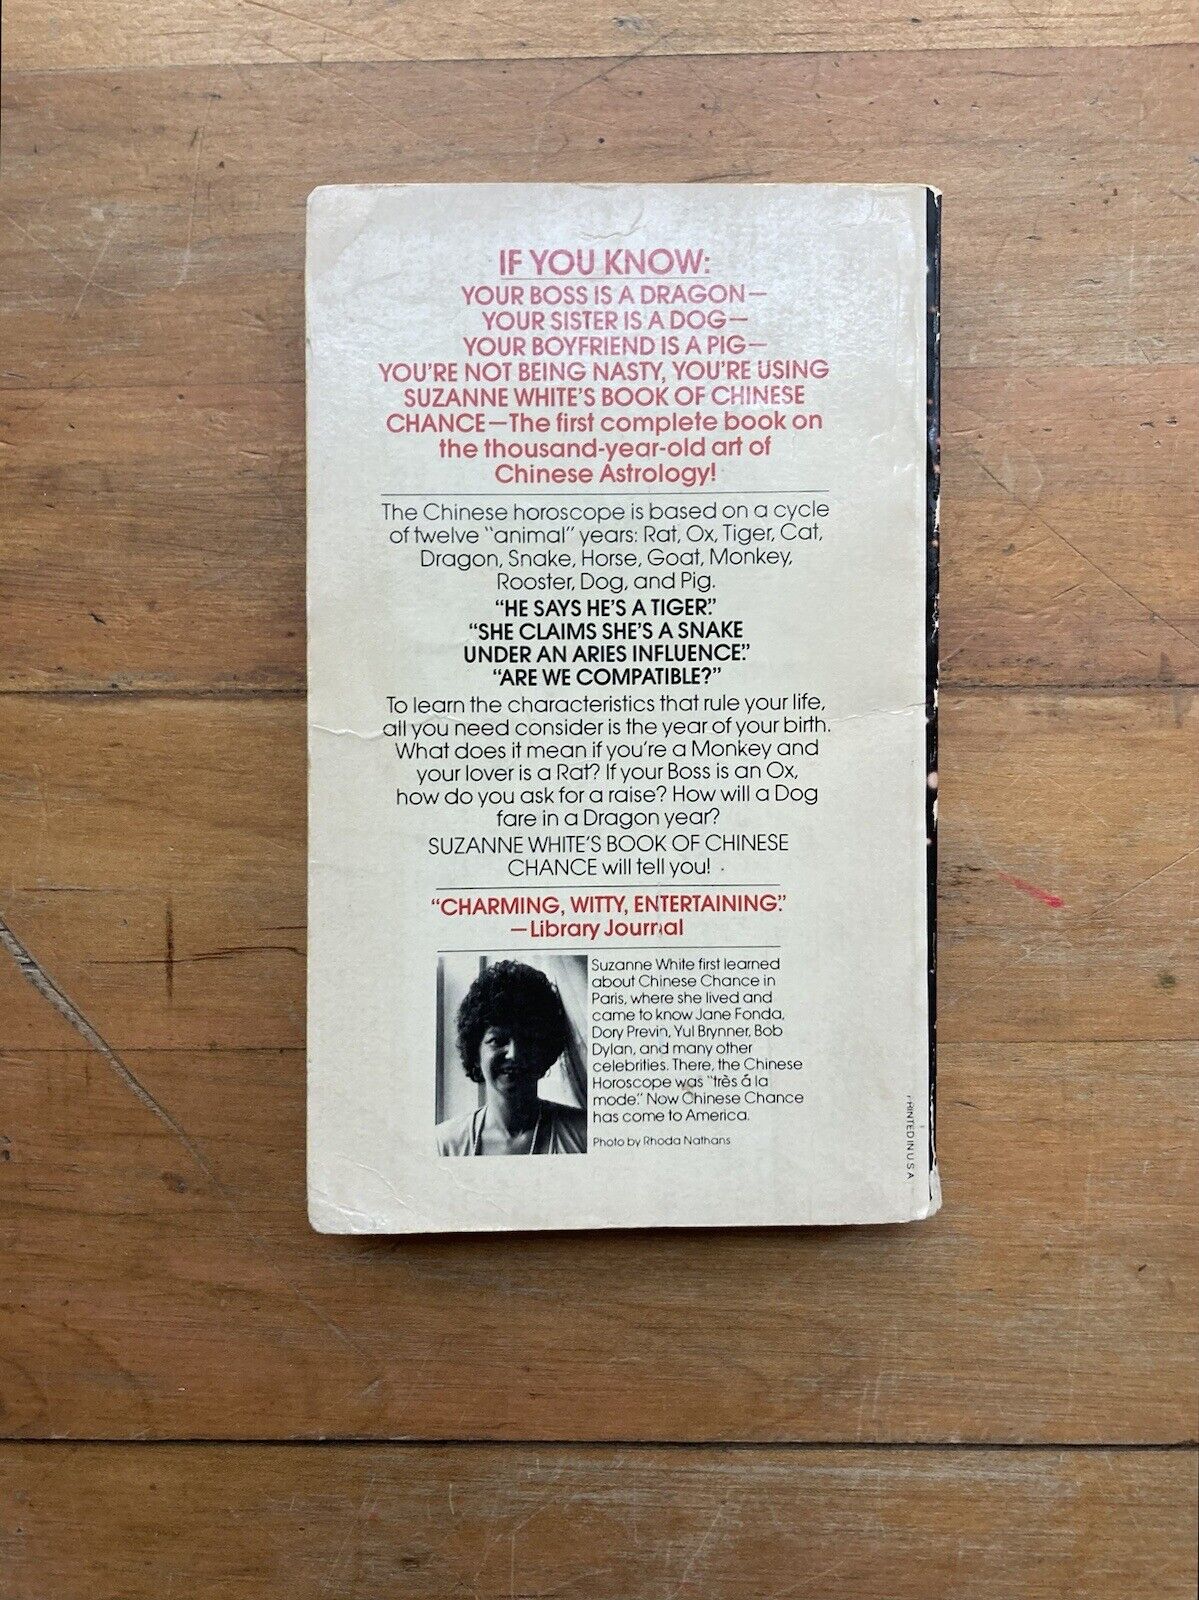 IF YOU KNOW:
YOUR BOSS IS A DRAGON—
YOUR SISTER IS A DOG—
YOUR BOYFRIEND IS A PIG—
YOU'RE NOT BEING NASTY, YOU'RE USING
SUZANNE WHITE'S BOOK OF CHINESE
CHANCE—The first complete book on
the thousand-year-old art of
Chinese Astrology!
The Chinese horoscope is based on a cycle
of twelve "animal" years: Rat, Ox, Tiger, Cat,
Dragon, Snake, Horse, Goat, Monkey,
Rooster, Dog, and Pig.
"HE SAYS HE'S A TIGER."
"SHE CLAIMS SHE'S A SNAKE
UNDER AN ARIES INFLUENCE."
"ARE WE COMPATIBLE?"
To learn the characteristics that rule your life,
all you need consider is the year of your birth.
What does it mean if you're a Monkey and
your lover is a Rat? If your Boss is an Ox,
how do you ask for a raise? How will a Dog
fare in a Dragon year?
SUZANNE WHITE'S BOOK OF CHINESE
CHANCE will tell you!
"CHARMING, WITTY, ENTERTAINING."
—Library Journal
Suzanne White first learned
about Chinese Chance in
Paris, where she lived and
came to know Jane Fonda,
Dory Previn, Yul Brynner, Bob
Dylan, and many other
celebrities. There, the Chinese
Horoscope was "très á la
mode." Now Chinese Chance
has come to America.
Photo by Rhoda Nathans
PRINTED IN U.S.A.